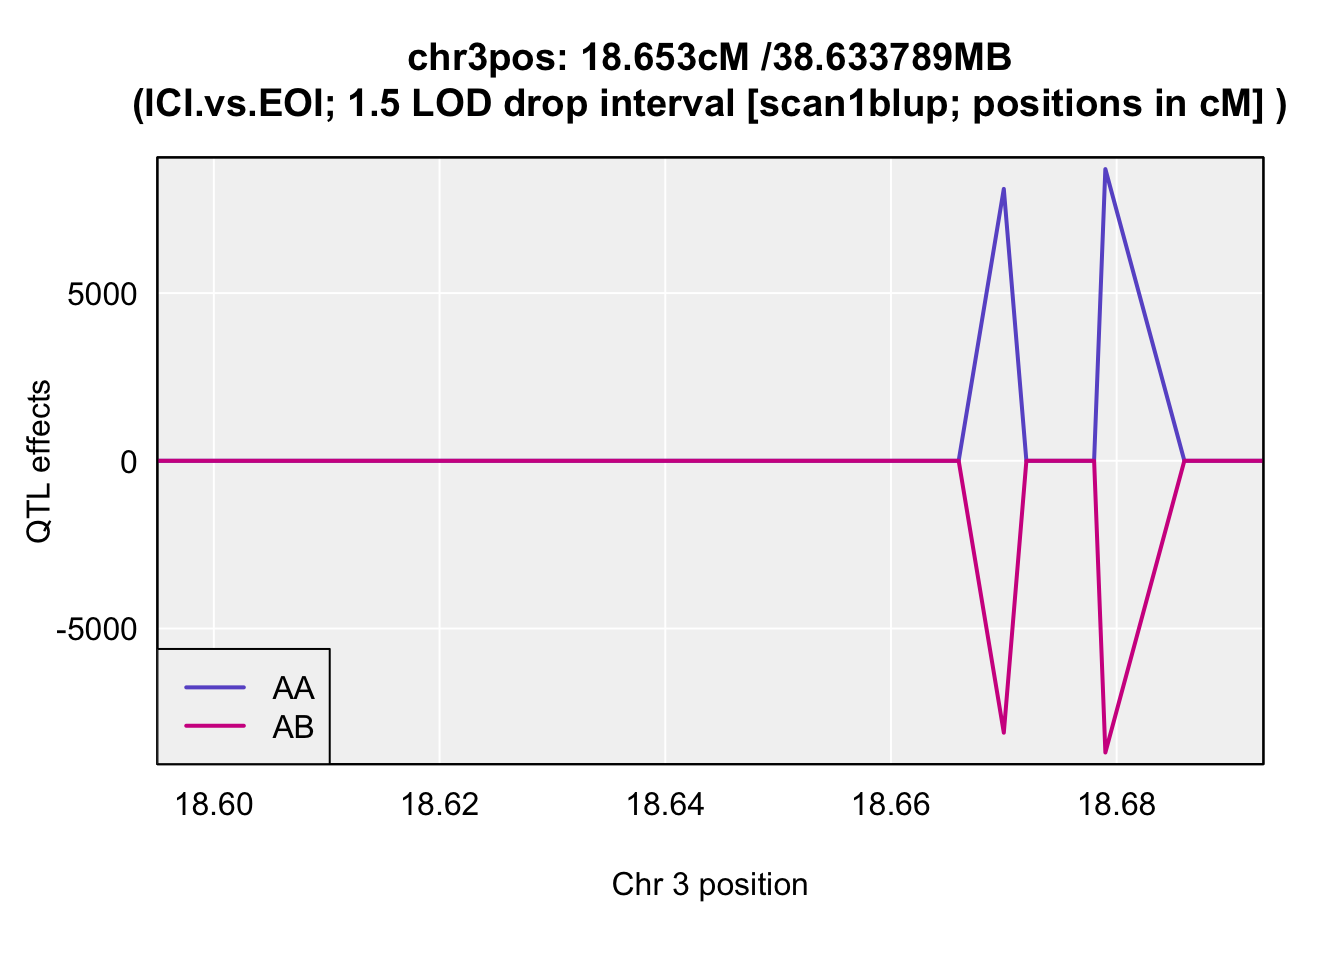 chr3pos: 18.653cM /38.633789MB
(ICI.vs.EOI; 1.5 LOD drop interval [scan1blup; positions in cM] )
QTL effects
5000
0
-5000
AA
AB
18.60 18.62 18.64 18.66 18.68
Chr 3 position